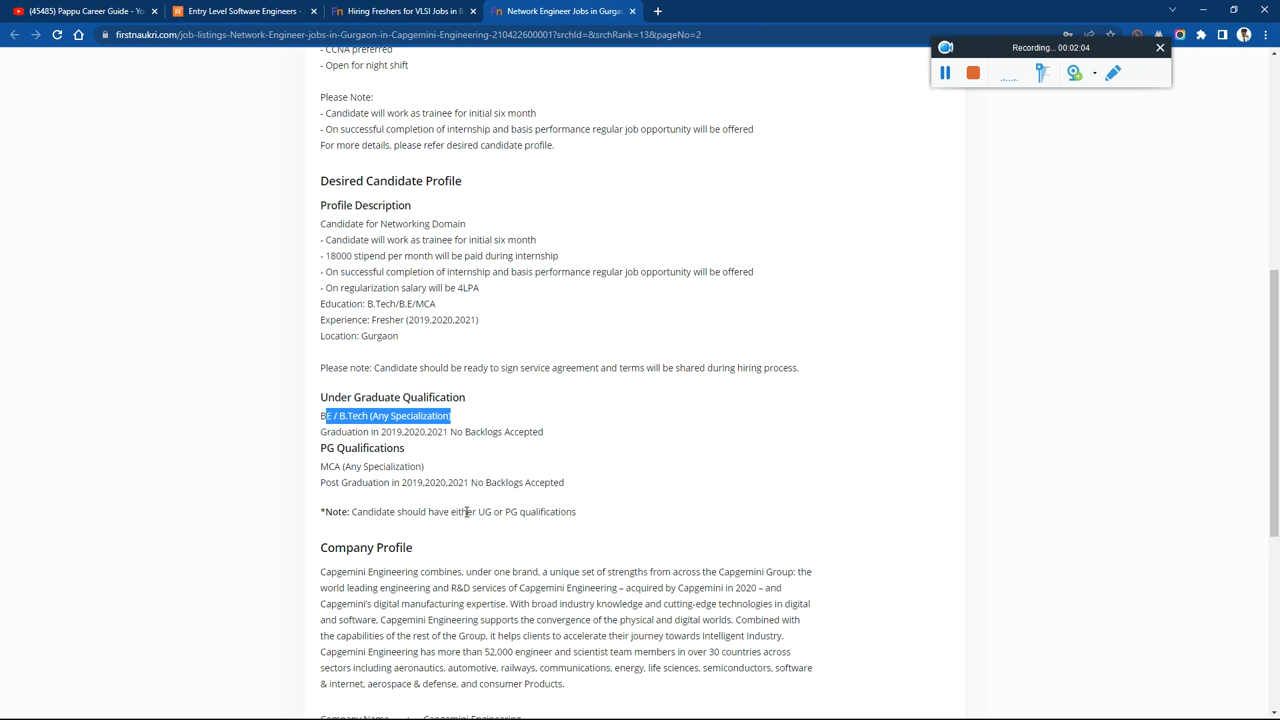 (45485) Pappu Career Guide - Yo
Entry Level Software Engineers -
Hiring Freshers for VLSI Jobs in B
Network Engineer Jobs in Gurga
firstnaukri.com/job-listings-Network-Engineer-jobs-in-Gurgaon-in-Capgemini-Engineering-210422600001?srchId=&srchRank=13&pageNo=2
Recording... 00:02:04
- CCNA preferred
- Open for night shift
Please Note:
- Candidate will work as trainee for initial six month
- On successful completion of internship and basis performance regular job opportunity will be offered
For more details, please refer desired candidate profile.
Desired Candidate Profile
Profile Description
Candidate for Networking Domain
- Candidate will work as trainee for initial six month
- 18000 stipend per month will be paid during internship
- On successful completion of internship and basis performance regular job opportunity will be offered
- On regularization salary will be 4LPA
Education: B.Tech/B.E/MCA
Experience: Fresher (2019,2020,2021)
Location: Gurgaon
Please note: Candidate should be ready to sign service agreement and terms will be shared during hiring process.
Under Graduate Qualification
BE / B.Tech (Any Specialization)
Graduation in 2019,2020,2021 No Backlogs Accepted
PG Qualifications
MCA (Any Specialization)
Post Graduation in 2019,2020,2021 No Backlogs Accepted
*Note: Candidate should have either UG or PG qualifications
Company Profile
Capgemini Engineering combines, under one brand, a unique set of strengths from across the Capgemini Group: the
world leading engineering and R&D services of Capgemini Engineering – acquired by Capgemini in 2020 – and
Capgemini's digital manufacturing expertise. With broad industry knowledge and cutting-edge technologies in digital
and software, Capgemini Engineering supports the convergence of the physical and digital worlds. Combined with
the capabilities of the rest of the Group, it helps clients to accelerate their journey towards Intelligent Industry.
Capgemini Engineering has more than 52,000 engineer and scientist team members in over 30 countries across
sectors including aeronautics, automotive, railways, communications, energy, life sciences, semiconductors, software
& internet, aerospace & defense, and consumer Products.
Company Name : Capgemini Engineering